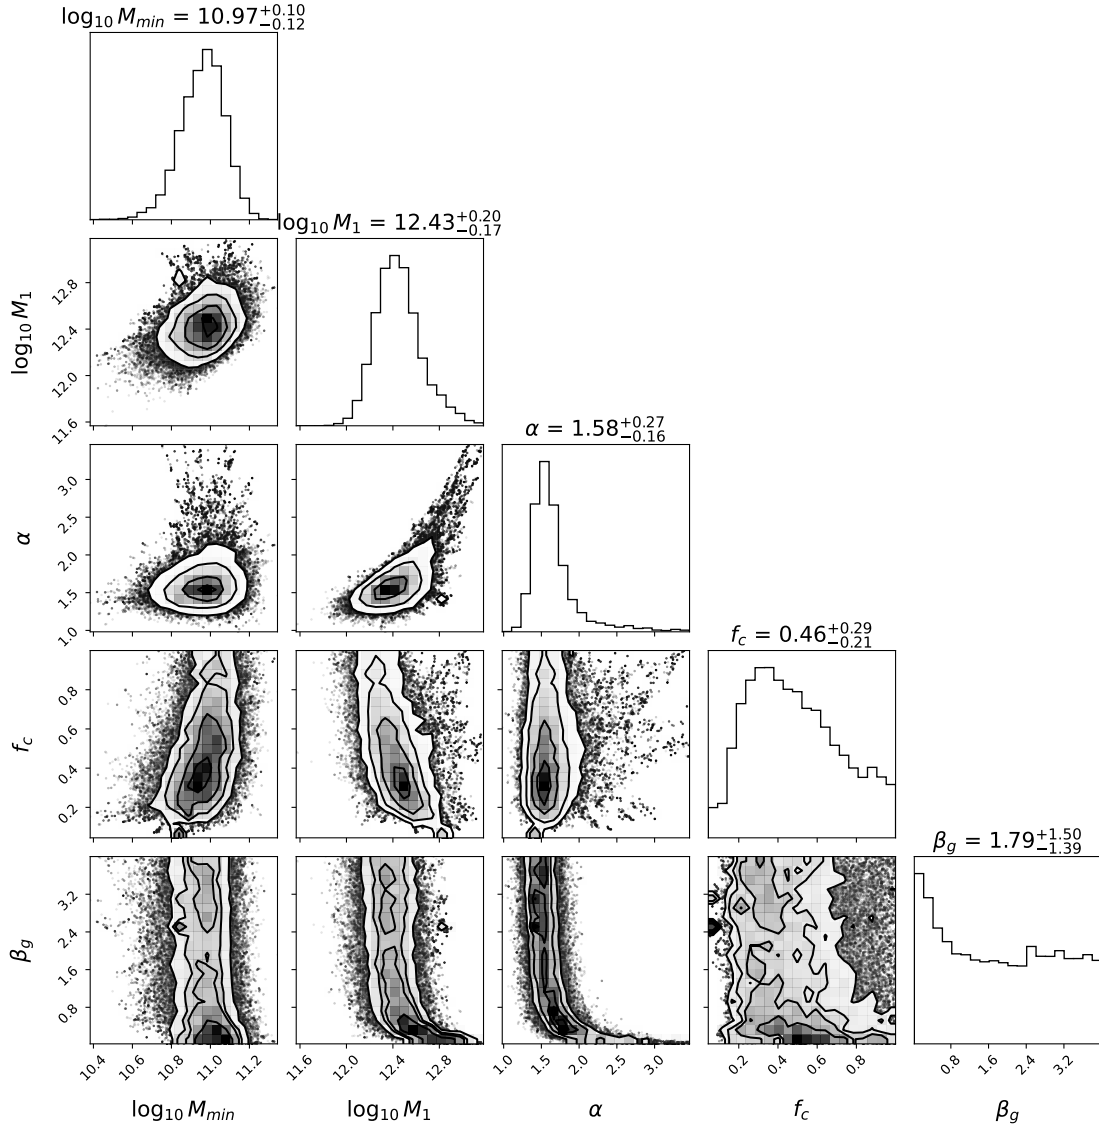 log₁₀ M_min = 10.97^{+0.10}_{−0.12}
log₁₀ M₁ = 12.43^{+0.20}_{−0.17}
12.8
12.4
12.0
11.6
log₁₀ M₁
α = 1.58^{+0.27}_{−0.16}
3.0
2.5
2.0
1.5
1.0
α
f_c = 0.46^{+0.29}_{−0.21}
0.8
0.6
0.4
0.2
f_c
β_g = 1.79^{+1.50}_{−1.39}
3.2
2.4
1.6
0.8
β_g
10.4 10.8 11.0 11.2
11.6 12.0 12.4 12.8
1.0 1.5 2.0 2.5 3.0
0.2 0.4 0.6 0.8
0.8 1.6 2.4 3.2
log₁₀ M_min
log₁₀ M₁
α
f_c
β_g